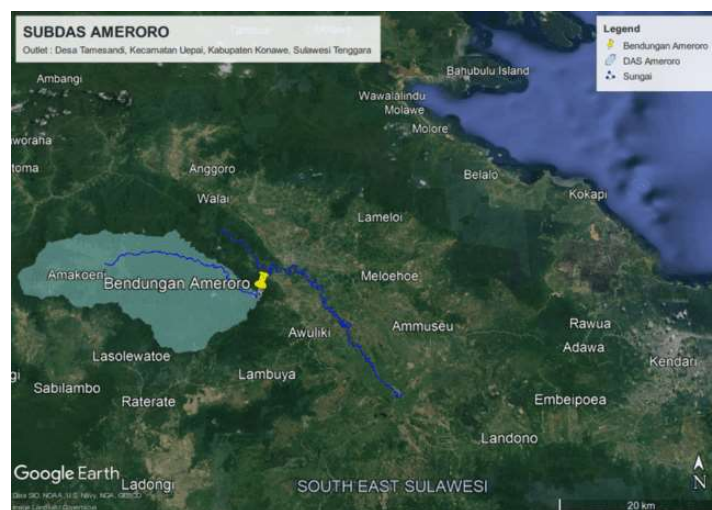 SUBDAS AMERORO
Outlet : Desa Tamesandi, Kecamatan Uepai, Kabupaten Konawe, Sulawesi Tenggara
Legend
Bendungan Ameroro
DAS Ameroro
Sungai
Ambangi
Bahubulu Island
Wawalalindu
Molawe
Molore
Anggoro
Belalo
Kokapi
Walai
Lameloi
Amakoeni
Bendungan Ameroro
Meloehoe
Awuliki
Ammuseu
Rawua
Adawa
Kendari
Lasolewatoe
Lambuya
Sabilambo
Raterate
Embeipoea
Landono
Google Earth
Ladongi
SOUTH EAST SULAWESI
N
20 km